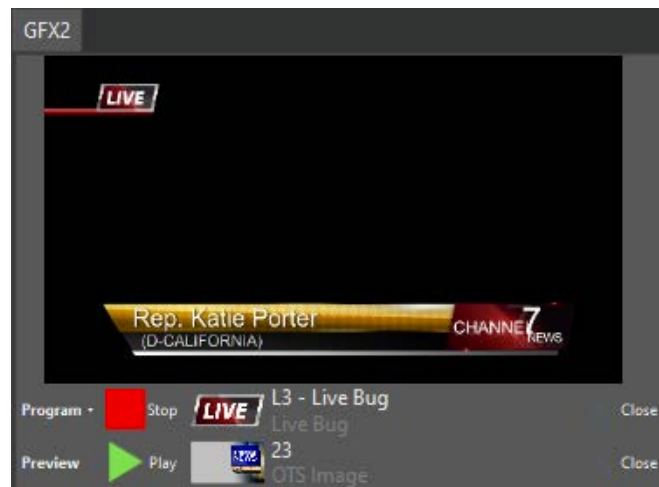 GFX2
LIVE
Rep. Katie Porter
(D-CALIFORNIA)
CHANNEL 7
NEWS
Program
Stop
LIVE
L3 - Live Bug
Live Bug
Close
Preview
Play
NEWS
23
OTS Image
Close